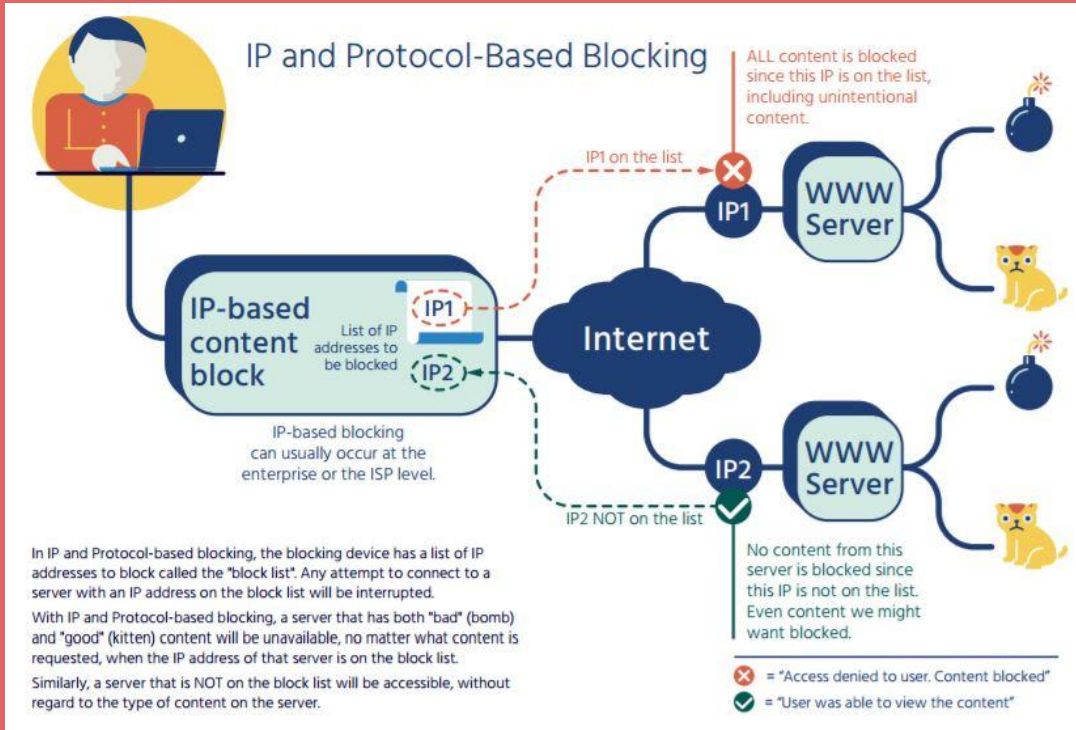 IP and Protocol-Based Blocking
ALL content is blocked
since this IP is on the list,
including unintentional
content.
IP1 on the list
IP1
WWW
Server
IP-based
content
block
List of IP
addresses to
be blocked
IP1
IP2
Internet
IP-based blocking
can usually occur at the
enterprise or the ISP level.
IP2
WWW
Server
IP2 NOT on the list
No content from this
server is blocked since
this IP is not on the list.
Even content we might
want blocked.
In IP and Protocol-based blocking, the blocking device has a list of IP
addresses to block called the "block list". Any attempt to connect to a
server with an IP address on the block list will be interrupted.
With IP and Protocol-based blocking, a server that has both "bad" (bomb)
and "good" (kitten) content will be unavailable, no matter what content is
requested, when the IP address of that server is on the block list.
Similarly, a server that is NOT on the block list will be accessible, without
regard to the type of content on the server.
= "Access denied to user. Content blocked"
= "User was able to view the content"